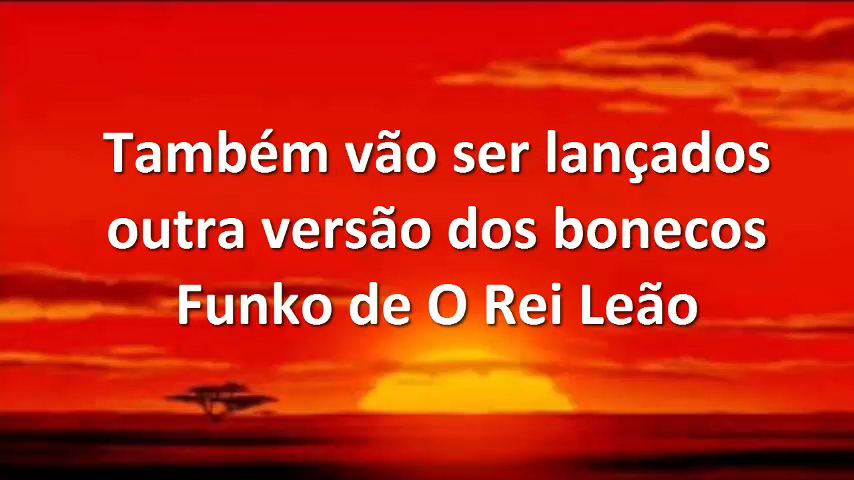 Também vão ser lançados
outra versão dos bonecos
Funko de O Rei Leão